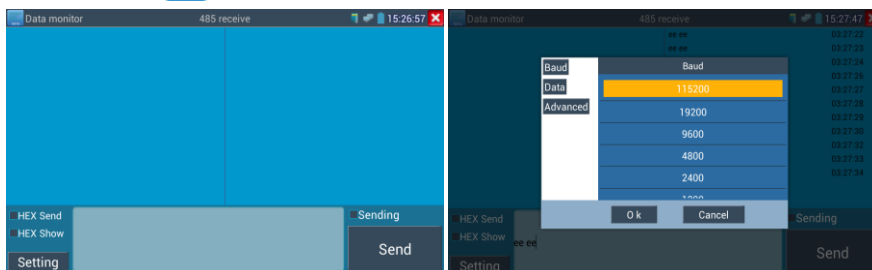 Data monitor 485 receive 15:26:57
HEX Send Sending
HEX Show
Send
Setting
Data monitor 485 receive 15:27:47
ee ee 03:27:22
ee ee 03:27:23
03:27:24
03:27:26
03:27:27
03:27:28
03:27:29
03:27:30
03:27:32
03:27:33
03:27:34
Baud Baud
Data 115200
Advanced 19200
9600
4800
2400
1200
Ok Cancel
HEX Send Sending
HEX Show ee ee
Send
Setting